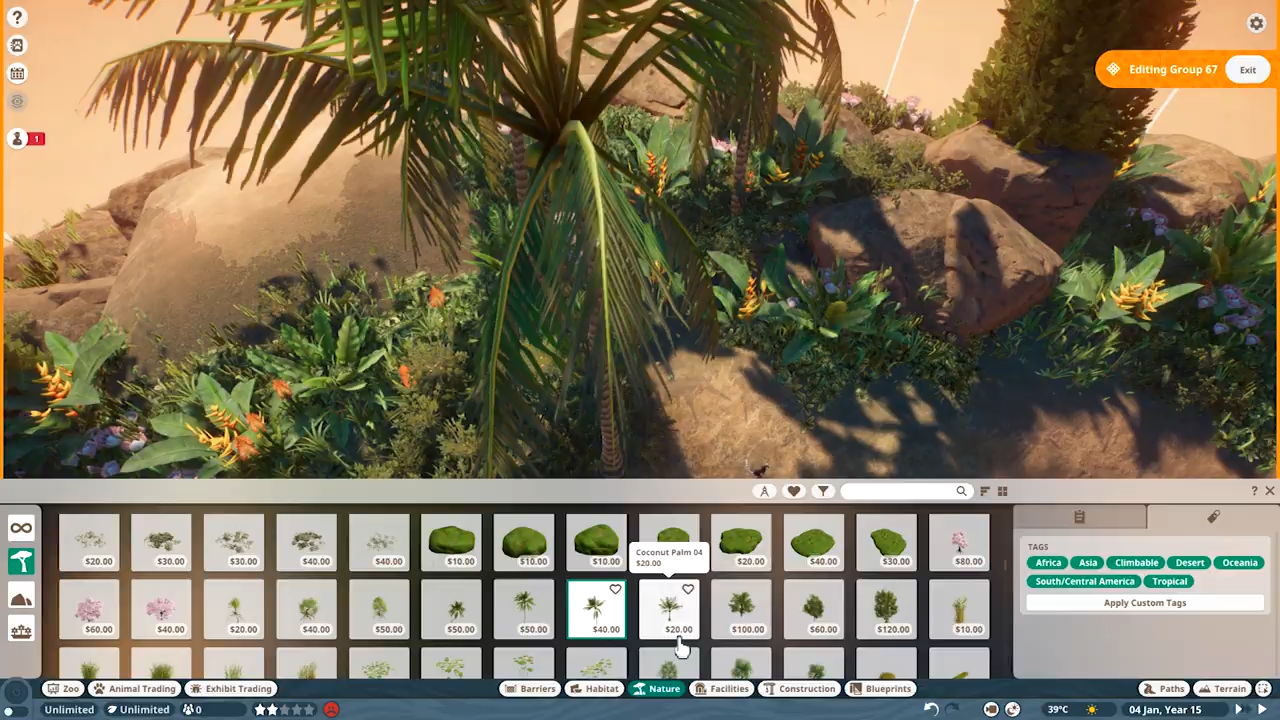 ?
Editing Group 67
Exit
1
?
Coconut Palm 04
$20.00
$20.00
$30.00
$30.00
$40.00
$40.00
$10.00
$10.00
$10.00
$20.00
$40.00
$30.00
$80.00
$60.00
$40.00
$20.00
$40.00
$50.00
$50.00
$50.00
$40.00
$20.00
$100.00
$60.00
$120.00
$10.00
TAGS
Africa
Asia
Climbable
Desert
Oceania
South/Central America
Tropical
Apply Custom Tags
Zoo
Animal Trading
Exhibit Trading
Barriers
Habitat
Nature
Facilities
Construction
Blueprints
Paths
Terrain
Unlimited
Unlimited
0
39°C
04 Jan, Year 15